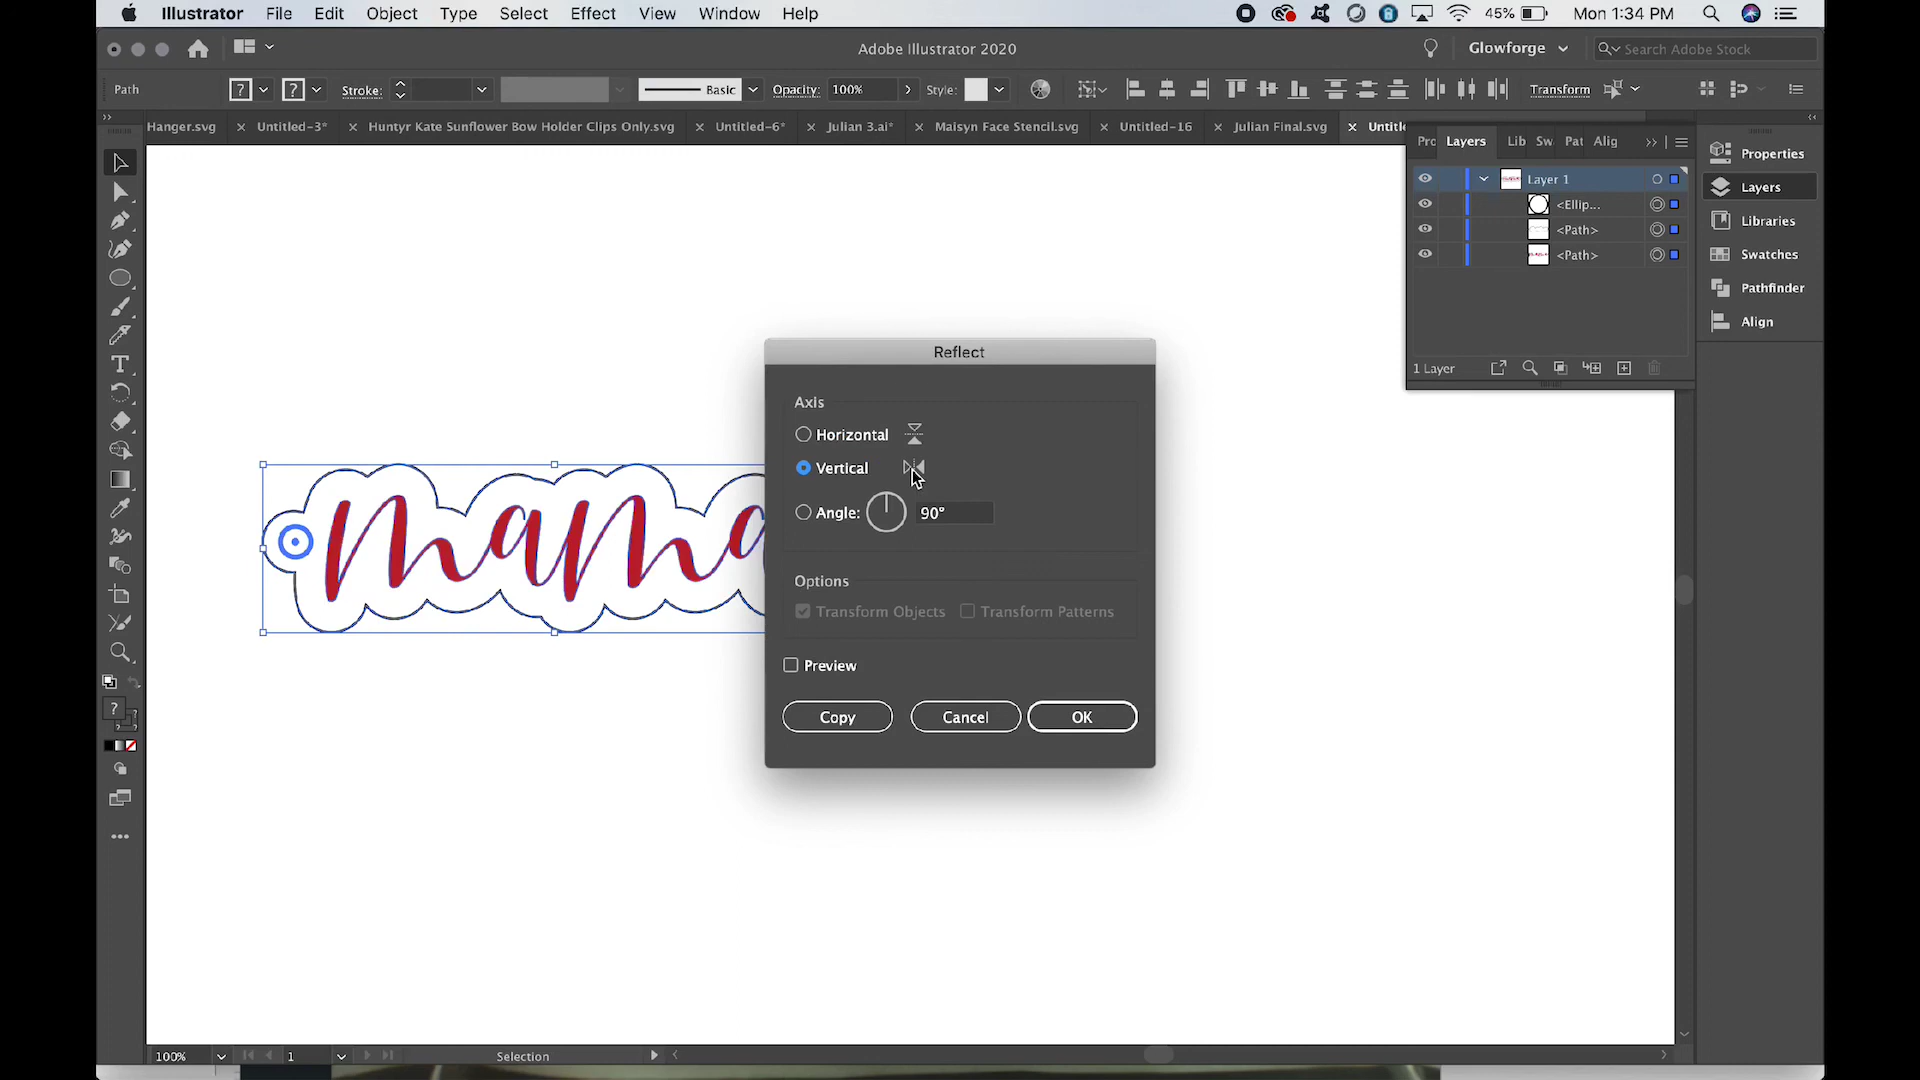 Illustrator File Edit Object Type Select Effect View Window Help 45% Mon 1:34 PM
Adobe Illustrator 2020 Glowforge Search Adobe Stock
Path ? ? Stroke: Basic Opacity: 100% Style: Transform
Hanger.svg Untitled-3* Huntyr Kate Sunflower Bow Holder Clips Only.svg Untitled-6* Julian 3.ai* Maisyn Face Stencil.svg Untitled-16 Julian Final.svg Untitle
Pro Layers Lib Sw Pat Alig
Layer 1
<Ellip...
<Path>
<Path>
1 Layer
Properties
Layers
Libraries
Swatches
Pathfinder
Align
mama
Reflect
Axis
Horizontal
Vertical
Angle: 90°
Options
Transform Objects Transform Patterns
Preview
Copy Cancel OK
T
? ?
100% 1 Selection